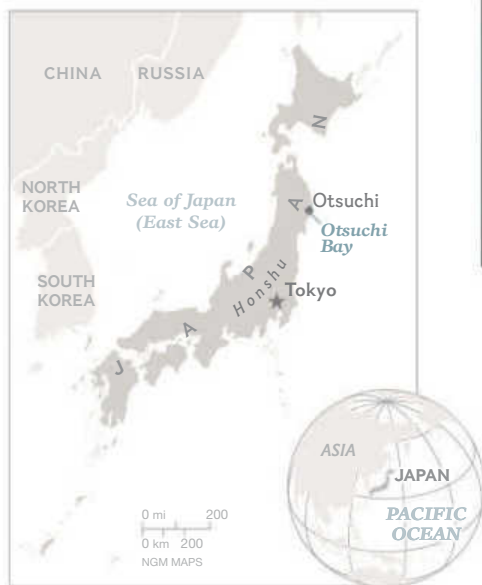 CHINA RUSSIA
NORTH
KOREA
Sea of Japan
(East Sea)
SOUTH
KOREA
JAPAN
Otsuchi
Otsuchi
Bay
Honshu
Tokyo
ASIA
JAPAN
PACIFIC
OCEAN
0 mi 200
0 km 200
NGM MAPS